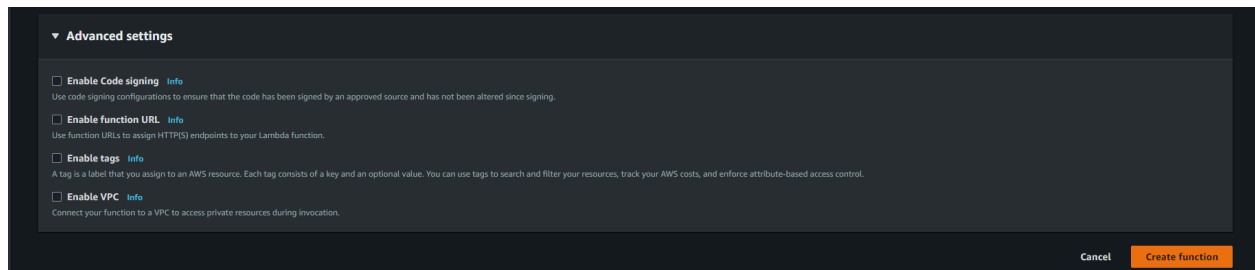 Advanced settings
Enable Code signing Info
Use code signing configurations to ensure that the code has been signed by an approved source and has not been altered since signing.
Enable function URL Info
Use function URLs to assign HTTP(S) endpoints to your Lambda function.
Enable tags Info
A tag is a label that you assign to an AWS resource. Each tag consists of a key and an optional value. You can use tags to search and filter your resources, track your AWS costs, and enforce attribute-based access control.
Enable VPC Info
Connect your function to a VPC to access private resources during invocation.
Cancel Create function